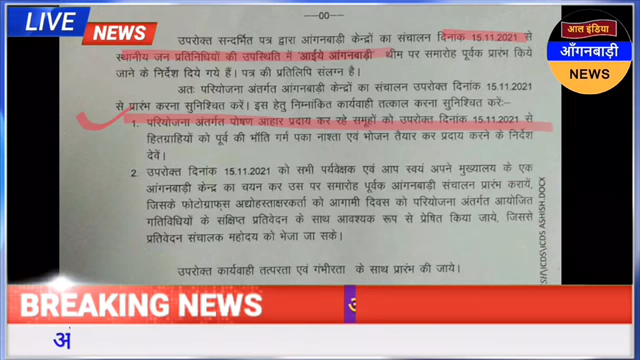 LIVE NEWS
आल इंडिया
आँगनबाड़ी
NEWS
--00--
उपरोक्त सन्दर्भित पत्र द्वारा आंगनबाड़ी केन्द्रों का संचालन दिनाक 15.11.2021 से
स्थानीय जन प्रतिनिधियों की उपस्थिति में 'आईये आंगनबाड़ी' थीम पर समारोह पूर्वक प्रारंभ किये
जाने के निर्देश दिये गये हैं। पत्र की प्रतिलिपि संलग्न है।
अतः परियोजना अंतर्गत आंगनबाड़ी केन्द्रों का संचालन उपरोक्त दिनांक 15.11.2021
से प्रारंभ करना सुनिश्चित करें। इस हेतु निम्नांकित कार्यवाही तत्काल करना सुनिश्चित करें:-
1. परियोजना अंतर्गत पोषण आहार प्रदाय कर रहे समूहों को उपरोक्त दिनांक 15.11.2021 से
हितग्राहियों को पूर्व की भाँति गर्म पका नाश्ता एवं भोजन तैयार कर प्रदाय करने के निर्देश
देवें।
2. उपरोक्त दिनांक 15.11.2021 को सभी पर्यवेक्षक एवं आप स्वयं अपने मुख्यालय के एक
आंगनबाड़ी केन्द्र का चयन कर उस पर समारोह पूर्वक आंगनबाड़ी संचालन प्रारंभ करायें,
जिसके फोटोग्राफ्स अद्योहस्ताक्षरकर्ता को आगामी दिवस को परियोजना अंतर्गत आयोजित
गतिविधियों के संक्षिप्त प्रतिवेदन के साथ आवश्यक रूप से प्रेषित किया जाये, जिससे
प्रतिवेदन संचालक महोदय को भेजा जा सके।
उपरोक्त कार्यवाही तत्परता एवं गंभीरता के साथ प्रारंभ की जाये।
ICDS ASHISH.DOCX
BREAKING NEWS